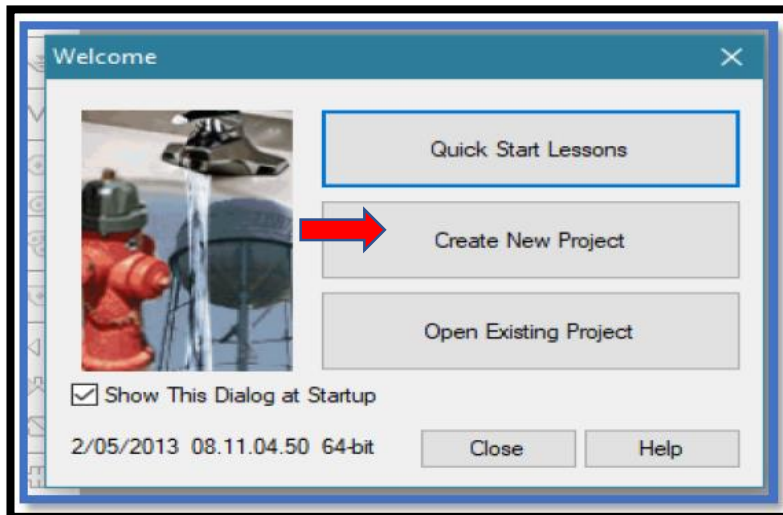 Welcome
Quick Start Lessons
Create New Project
Open Existing Project
Show This Dialog at Startup
2/05/2013 08.11.04.50 64-bit
Close
Help